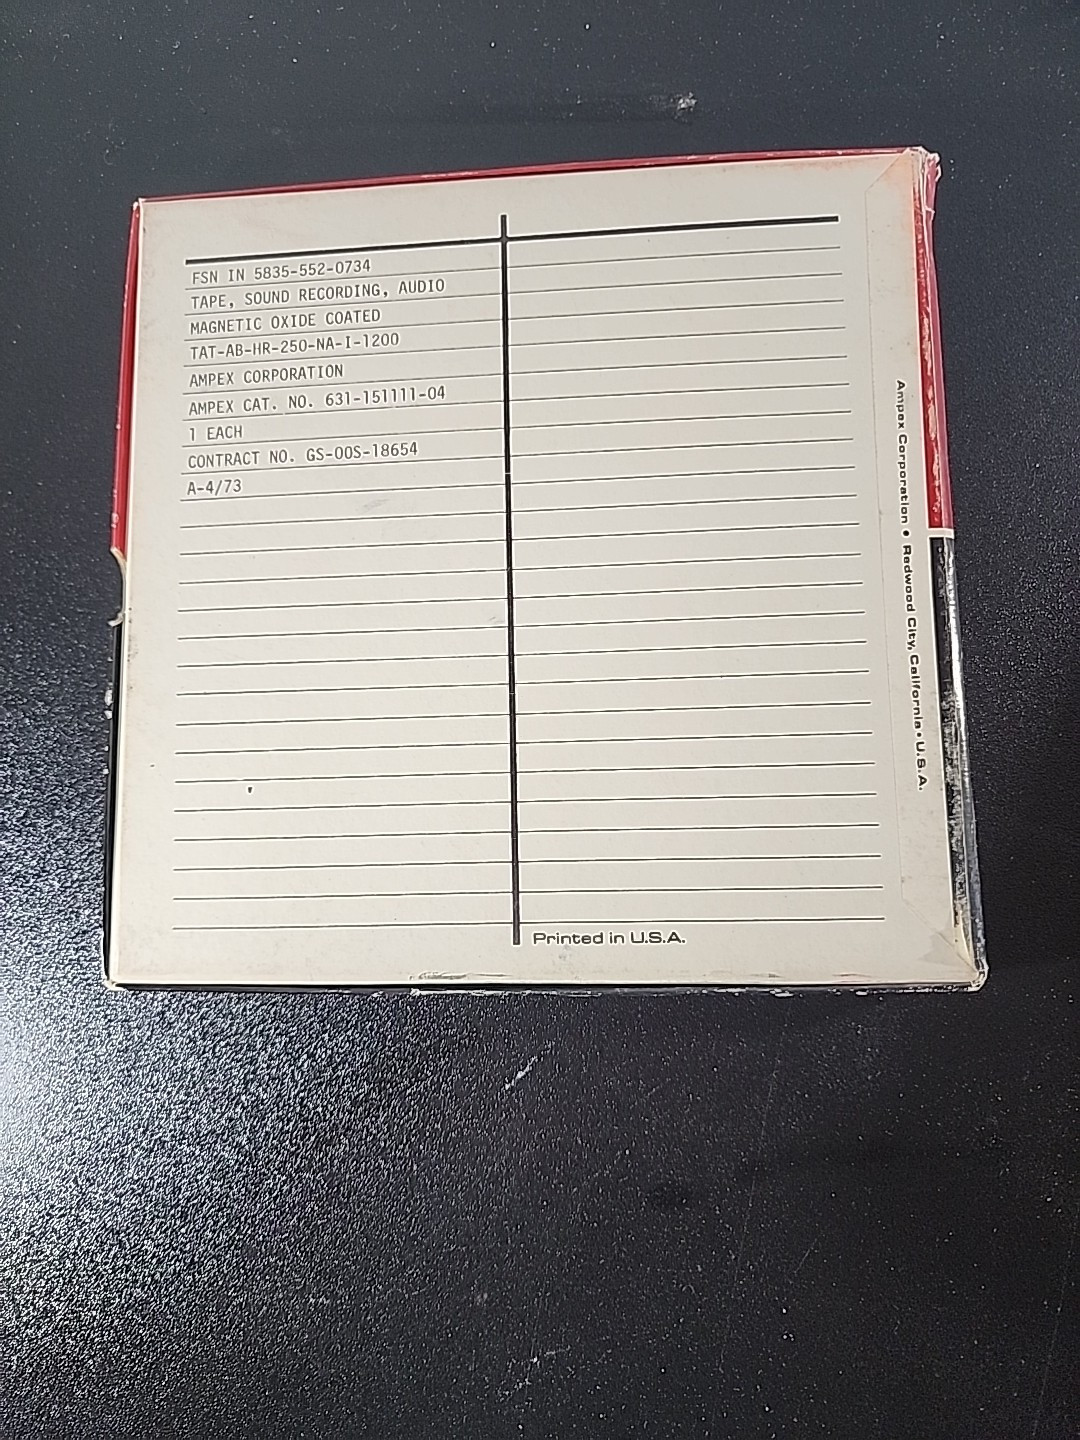 FSN IN 5835-552-0734
TAPE, SOUND RECORDING, AUDIO
MAGNETIC OXIDE COATED
TAT-AB-HR-250-NA-I-1200
AMPEX CORPORATION
AMPEX CAT. NO. 631-151111-04
1 EACH
CONTRACT NO. GS-00S-18654
A-4/73
Printed in U.S.A.
Ampex Corporation • Redwood City, California • U.S.A.